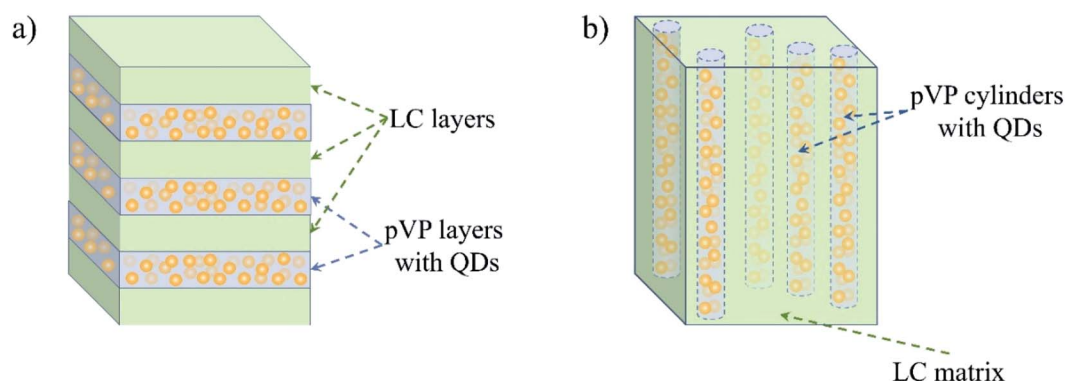 a)
LC layers
pVP layers
with QDs
b)
pVP cylinders
with QDs
LC matrix